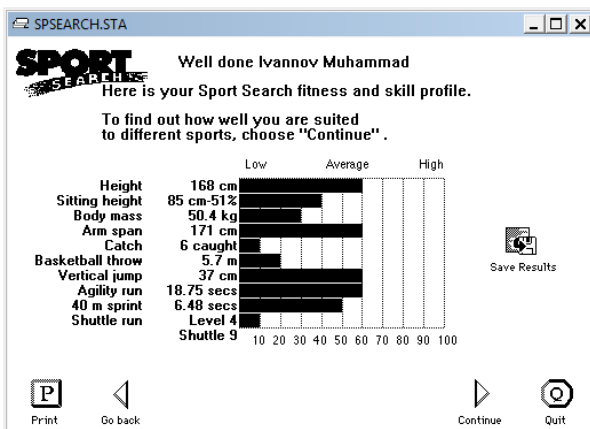 SPSEARCH.STA
SPORT
SEARCH
Well done Ivannov Muhammad
Here is your Sport Search fitness and skill profile.
To find out how well you are suited
to different sports, choose "Continue" .
Low Average High
Height 168 cm
Sitting height 85 cm-51%
Body mass 50.4 kg
Arm span 171 cm
Catch 6 caught
Basketball throw 5.7 m
Vertical jump 37 cm
Agility run 18.75 secs
40 m sprint 6.48 secs
Shuttle run Level 4
Shuttle 9
10 20 30 40 50 60 70 80 90 100
Save Results
P
Q
Print Go back Continue Quit